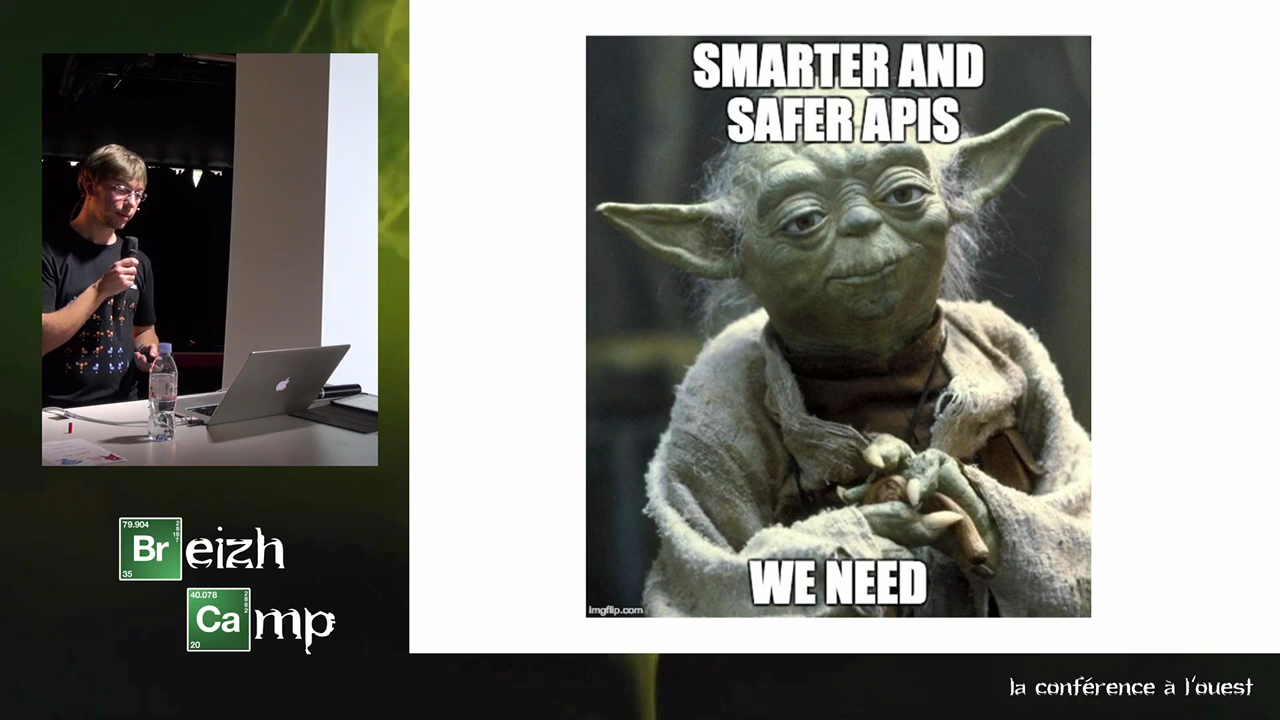 SMARTER AND
SAFER APIS
WE NEED
imgflip.com
79.904
Br
35
eizh
40.078
Ca
20
mp
la conférence à l'ouest